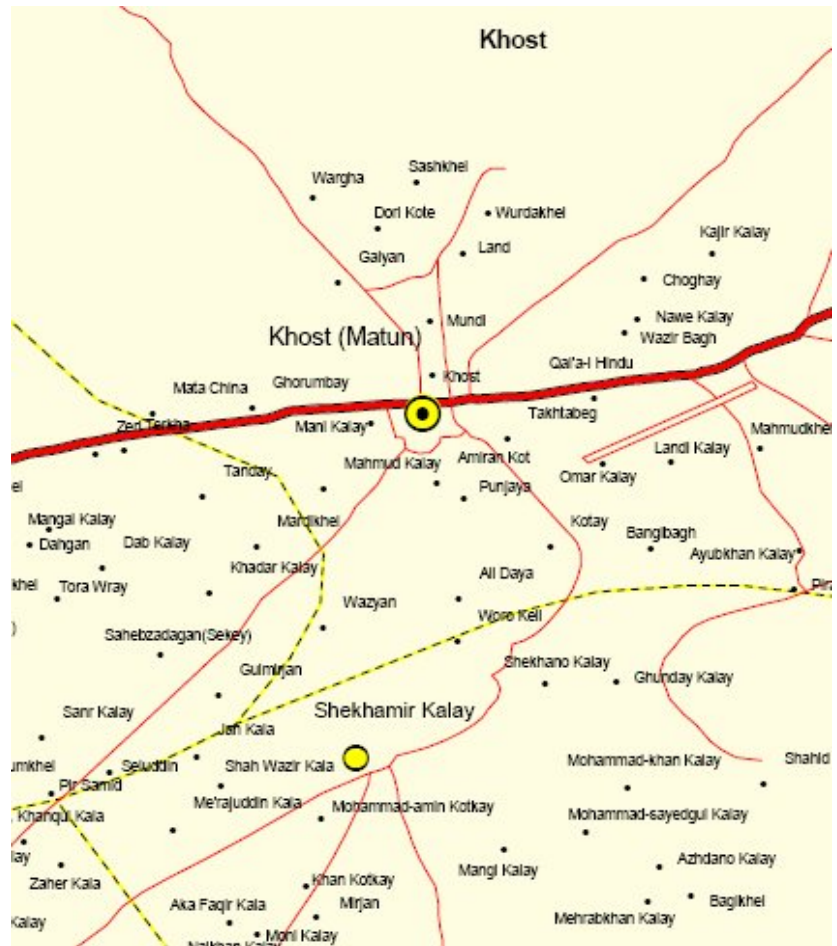 Khost
Sashkhel
Wargha
Dori Kote
Wurdakhel
Land
Galyan
Kajir Kalay
Choghay
Mundi
Nawe Kalay
Khost (Matun)
Wazir Bagh
Qal'a-I Hindu
Khost
Mata China
Ghorumbay
Takhtabeg
Zeri Terkha
Mani Kalay
Mahmudkhel
Mahmud Kalay
Amiran Kot
Landi Kalay
Tanday
Omar Kalay
Punjaya
Mangal Kalay
Mardikhel
Kotay
Dahgan
Dab Kalay
Bangibagh
Ayubkhan Kalay
Khadar Kalay
Ali Daya
Tora Wray
Wazyan
Woro Keli
Sahebzadagan(Sekey)
Shekhano Kalay
Gulmirjan
Ghunday Kalay
Sanr Kalay
Shekhamir Kalay
Jan Kala
Seluddin
Shah Wazir Kala
Mohammad-khan Kalay
Shahid
Pir Samid
Me'rajuddin Kala
Mohammad-amin Kotkay
Khanqul Kala
Mohammad-sayedgul Kalay
Zaher Kala
Mangi Kalay
Azhdano Kalay
Khan Kotkay
Aka Faqir Kala
Mirjan
Bagikhel
Mehrabkhan Kalay
Kalay
Moni Kalay